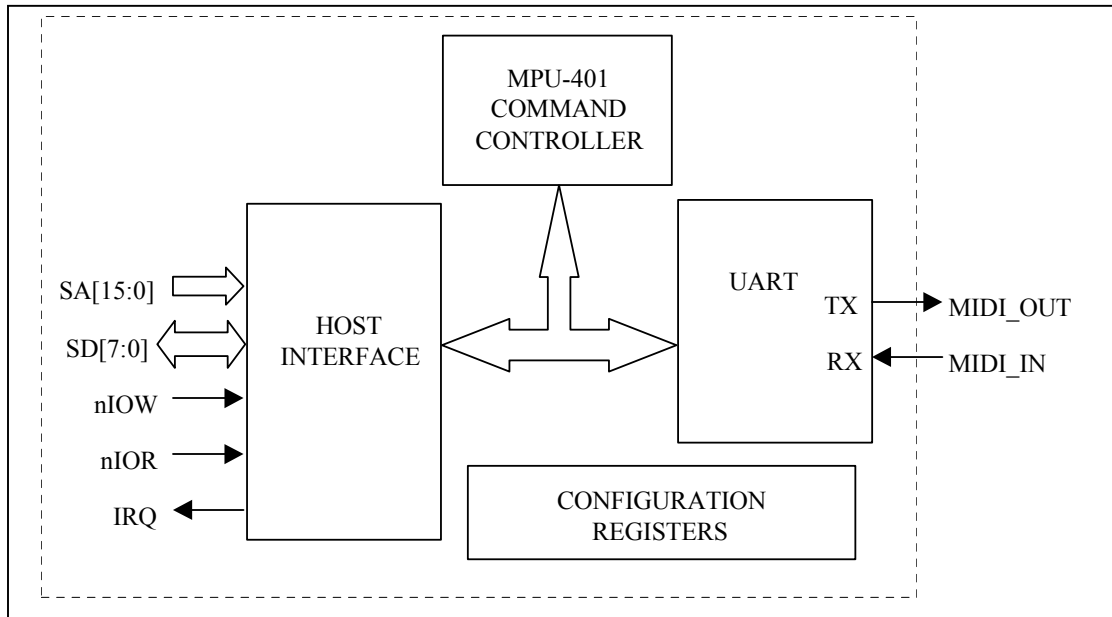 MPU-401
COMMAND
CONTROLLER
SA[15:0]
SD[7:0]
nIOW
nIOR
IRQ
HOST
INTERFACE
UART
TX
RX
MIDI_OUT
MIDI_IN
CONFIGURATION
REGISTERS